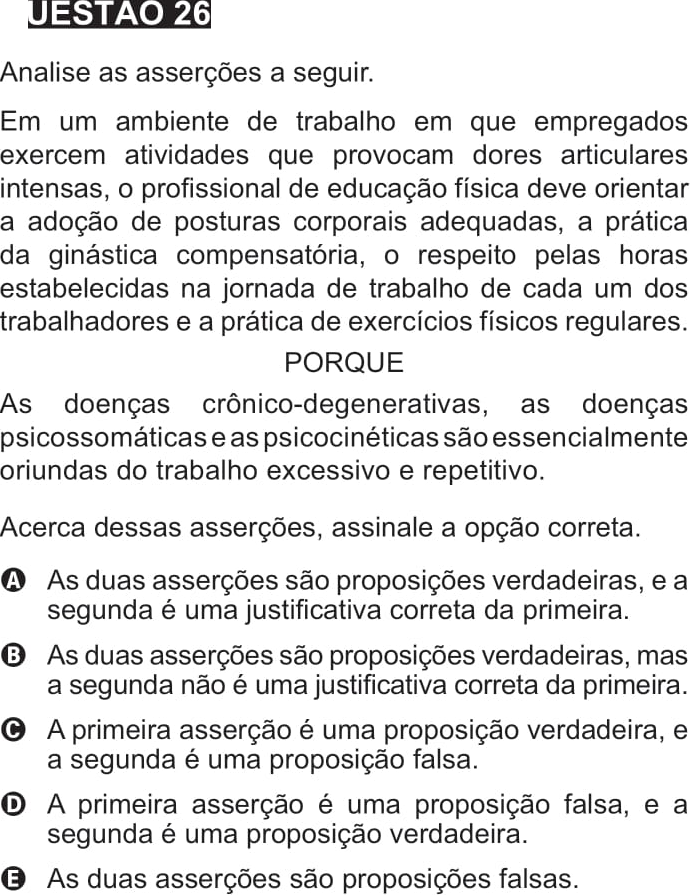 UESTÃO 26
Analise as asserções a seguir.
Em um ambiente de trabalho em que empregados
exercem atividades que provocam dores articulares
intensas, o profissional de educação física deve orientar
a adoção de posturas corporais adequadas, a prática
da ginástica compensatória, o respeito pelas horas
estabelecidas na jornada de trabalho de cada um dos
trabalhadores e a prática de exercícios físicos regulares.
PORQUE
As doenças crônico-degenerativas, as doenças
psicossomáticas e as psicocinéticas são essencialmente
oriundas do trabalho excessivo e repetitivo.
Acerca dessas asserções, assinale a opção correta.
A As duas asserções são proposições verdadeiras, e a
segunda é uma justificativa correta da primeira.
B As duas asserções são proposições verdadeiras, mas
a segunda não é uma justificativa correta da primeira.
C A primeira asserção é uma proposição verdadeira, e
a segunda é uma proposição falsa.
D A primeira asserção é uma proposição falsa, e a
segunda é uma proposição verdadeira.
E As duas asserções são proposições falsas.